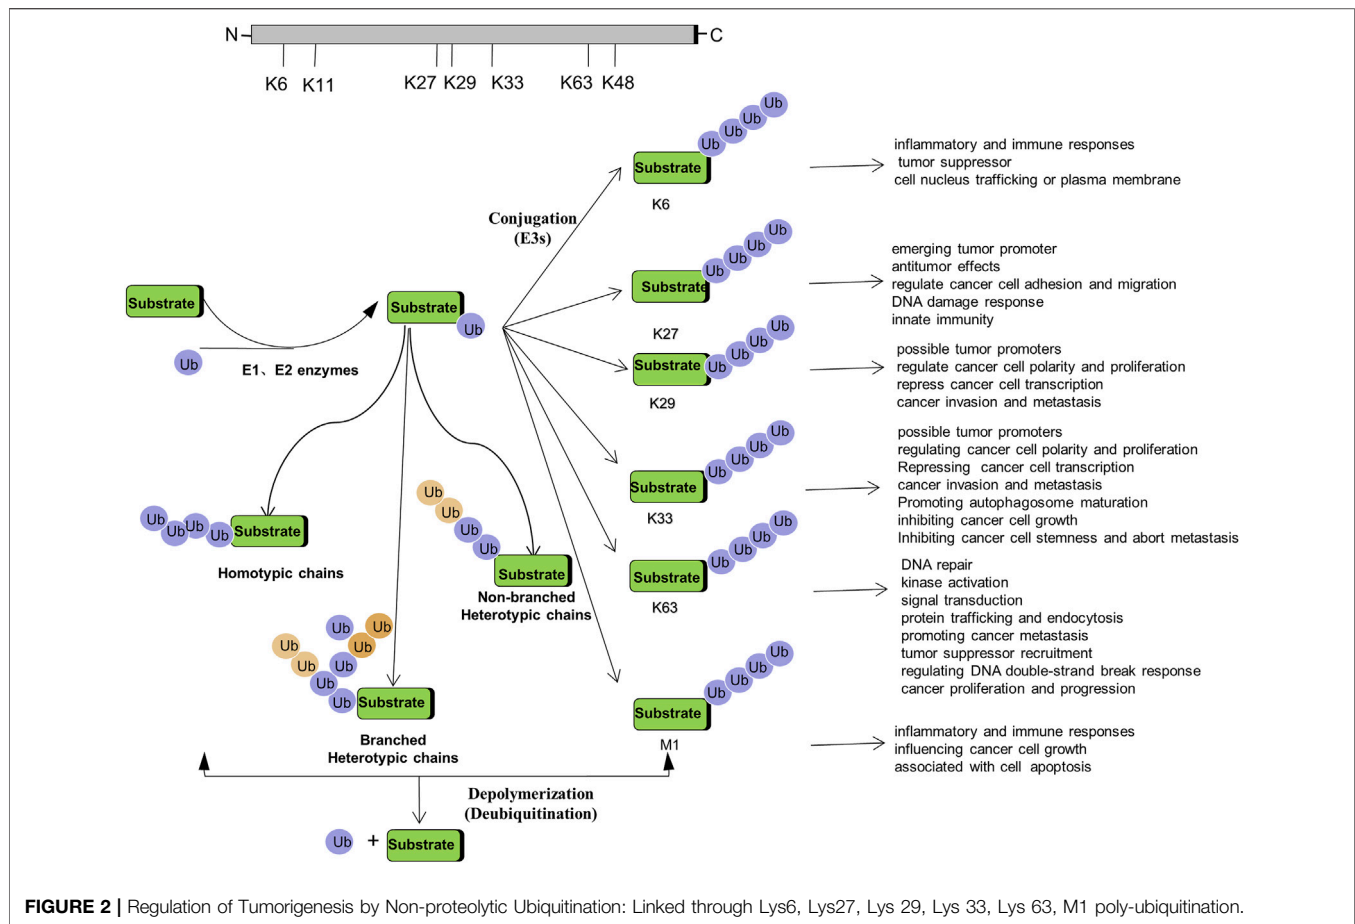 N
C
K6
K11
K27
K29
K33
K63
K48
Ub
Ub
Ub
Ub
Substrate
K6
inflammatory and immune responses
tumor suppressor
cell nucleus trafficking or plasma membrane
Conjugation
(E3s)
Ub
Ub
Ub
Ub
Substrate
K27
emerging tumor promoter
antitumor effects
regulate cancer cell adhesion and migration
DNA damage response
innate immunity
Substrate
Ub
E1、E2 enzymes
Substrate
Ub
Ub
Ub
Ub
Ub
Substrate
K29
possible tumor promoters
regulate cancer cell polarity and proliferation
repress cancer cell transcription
cancer invasion and metastasis
Ub
Ub
Ub
Ub
Substrate
K33
possible tumor promoters
regulating cancer cell polarity and proliferation
Repressing cancer cell transcription
cancer invasion and metastasis
Promoting autophagosome maturation
inhibiting cancer cell growth
Inhibiting cancer cell stemness and abort metastasis
Ub
Ub
Ub
Ub
Substrate
Homotypic chains
Ub
Ub
Ub
Ub
Substrate
Non-branched
Heterotypic chains
Ub
Ub
Ub
Ub
Substrate
K63
DNA repair
kinase activation
signal transduction
protein trafficking and endocytosis
promoting cancer metastasis
tumor suppressor recruitment
regulating DNA double-strand break response
cancer proliferation and progression
Ub
Ub
Ub
Ub
Ub
Ub
Ub
Ub
Substrate
Branched
Heterotypic chains
Ub
Ub
Ub
Ub
Substrate
M1
inflammatory and immune responses
influencing cancer cell growth
associated with cell apoptosis
Depolymerization
(Deubiquitination)
Ub + Substrate
FIGURE 2 | Regulation of Tumorigenesis by Non-proteolytic Ubiquitination: Linked through Lys6, Lys27, Lys 29, Lys 33, Lys 63, M1 poly-ubiquitination.